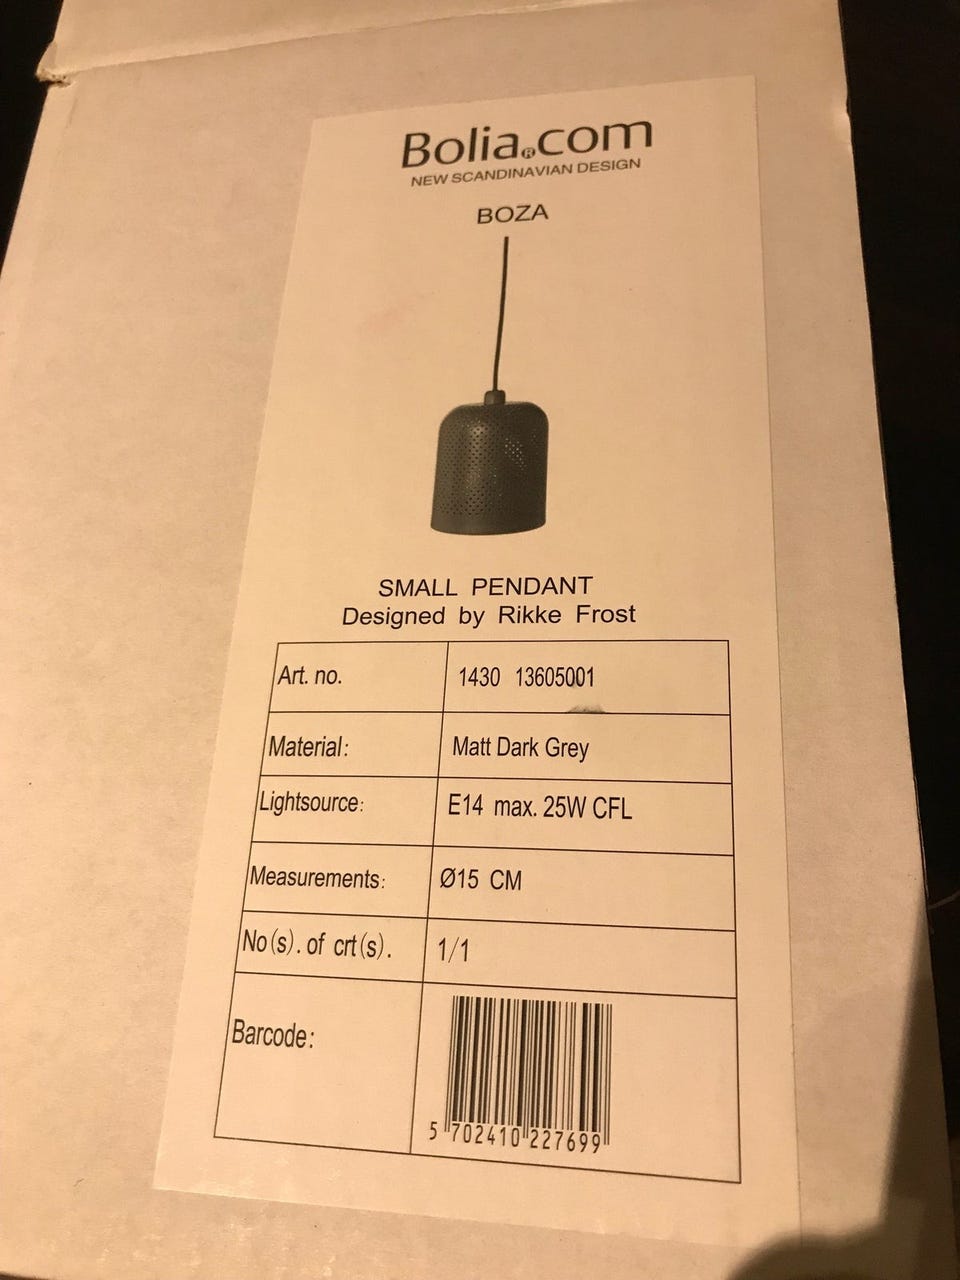 Bolia®.com
NEW SCANDINAVIAN DESIGN
BOZA
SMALL PENDANT
Designed by Rikke Frost
Art. no. 1430 13605001
Material: Matt Dark Grey
Lightsource: E14 max. 25W CFL
Measurements: Ø15 CM
No(s). of crt(s). 1/1
Barcode:
5 702410 227699